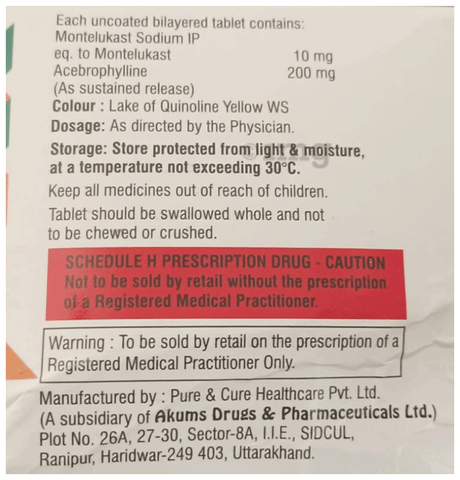 Each uncoated bilayered tablet contains:
Montelukast Sodium IP
eq. to Montelukast 10 mg
Acebrophylline 200 mg
(As sustained release)
Colour : Lake of Quinoline Yellow WS
Dosage: As directed by the Physician.
Storage: Store protected from light & moisture,
at a temperature not exceeding 30°C.
Keep all medicines out of reach of children.
Tablet should be swallowed whole and not
to be chewed or crushed.
SCHEDULE H PRESCRIPTION DRUG - CAUTION
Not to be sold by retail without the prescription
of a Registered Medical Practitioner.
Warning : To be sold by retail on the prescription of a
Registered Medical Practitioner Only.
Manufactured by : Pure & Cure Healthcare Pvt. Ltd.
(A subsidiary of Akums Drugs & Pharmaceuticals Ltd.)
Plot No. 26A, 27-30, Sector-8A, I.I.E., SIDCUL,
Ranipur, Haridwar-249 403, Uttarakhand.